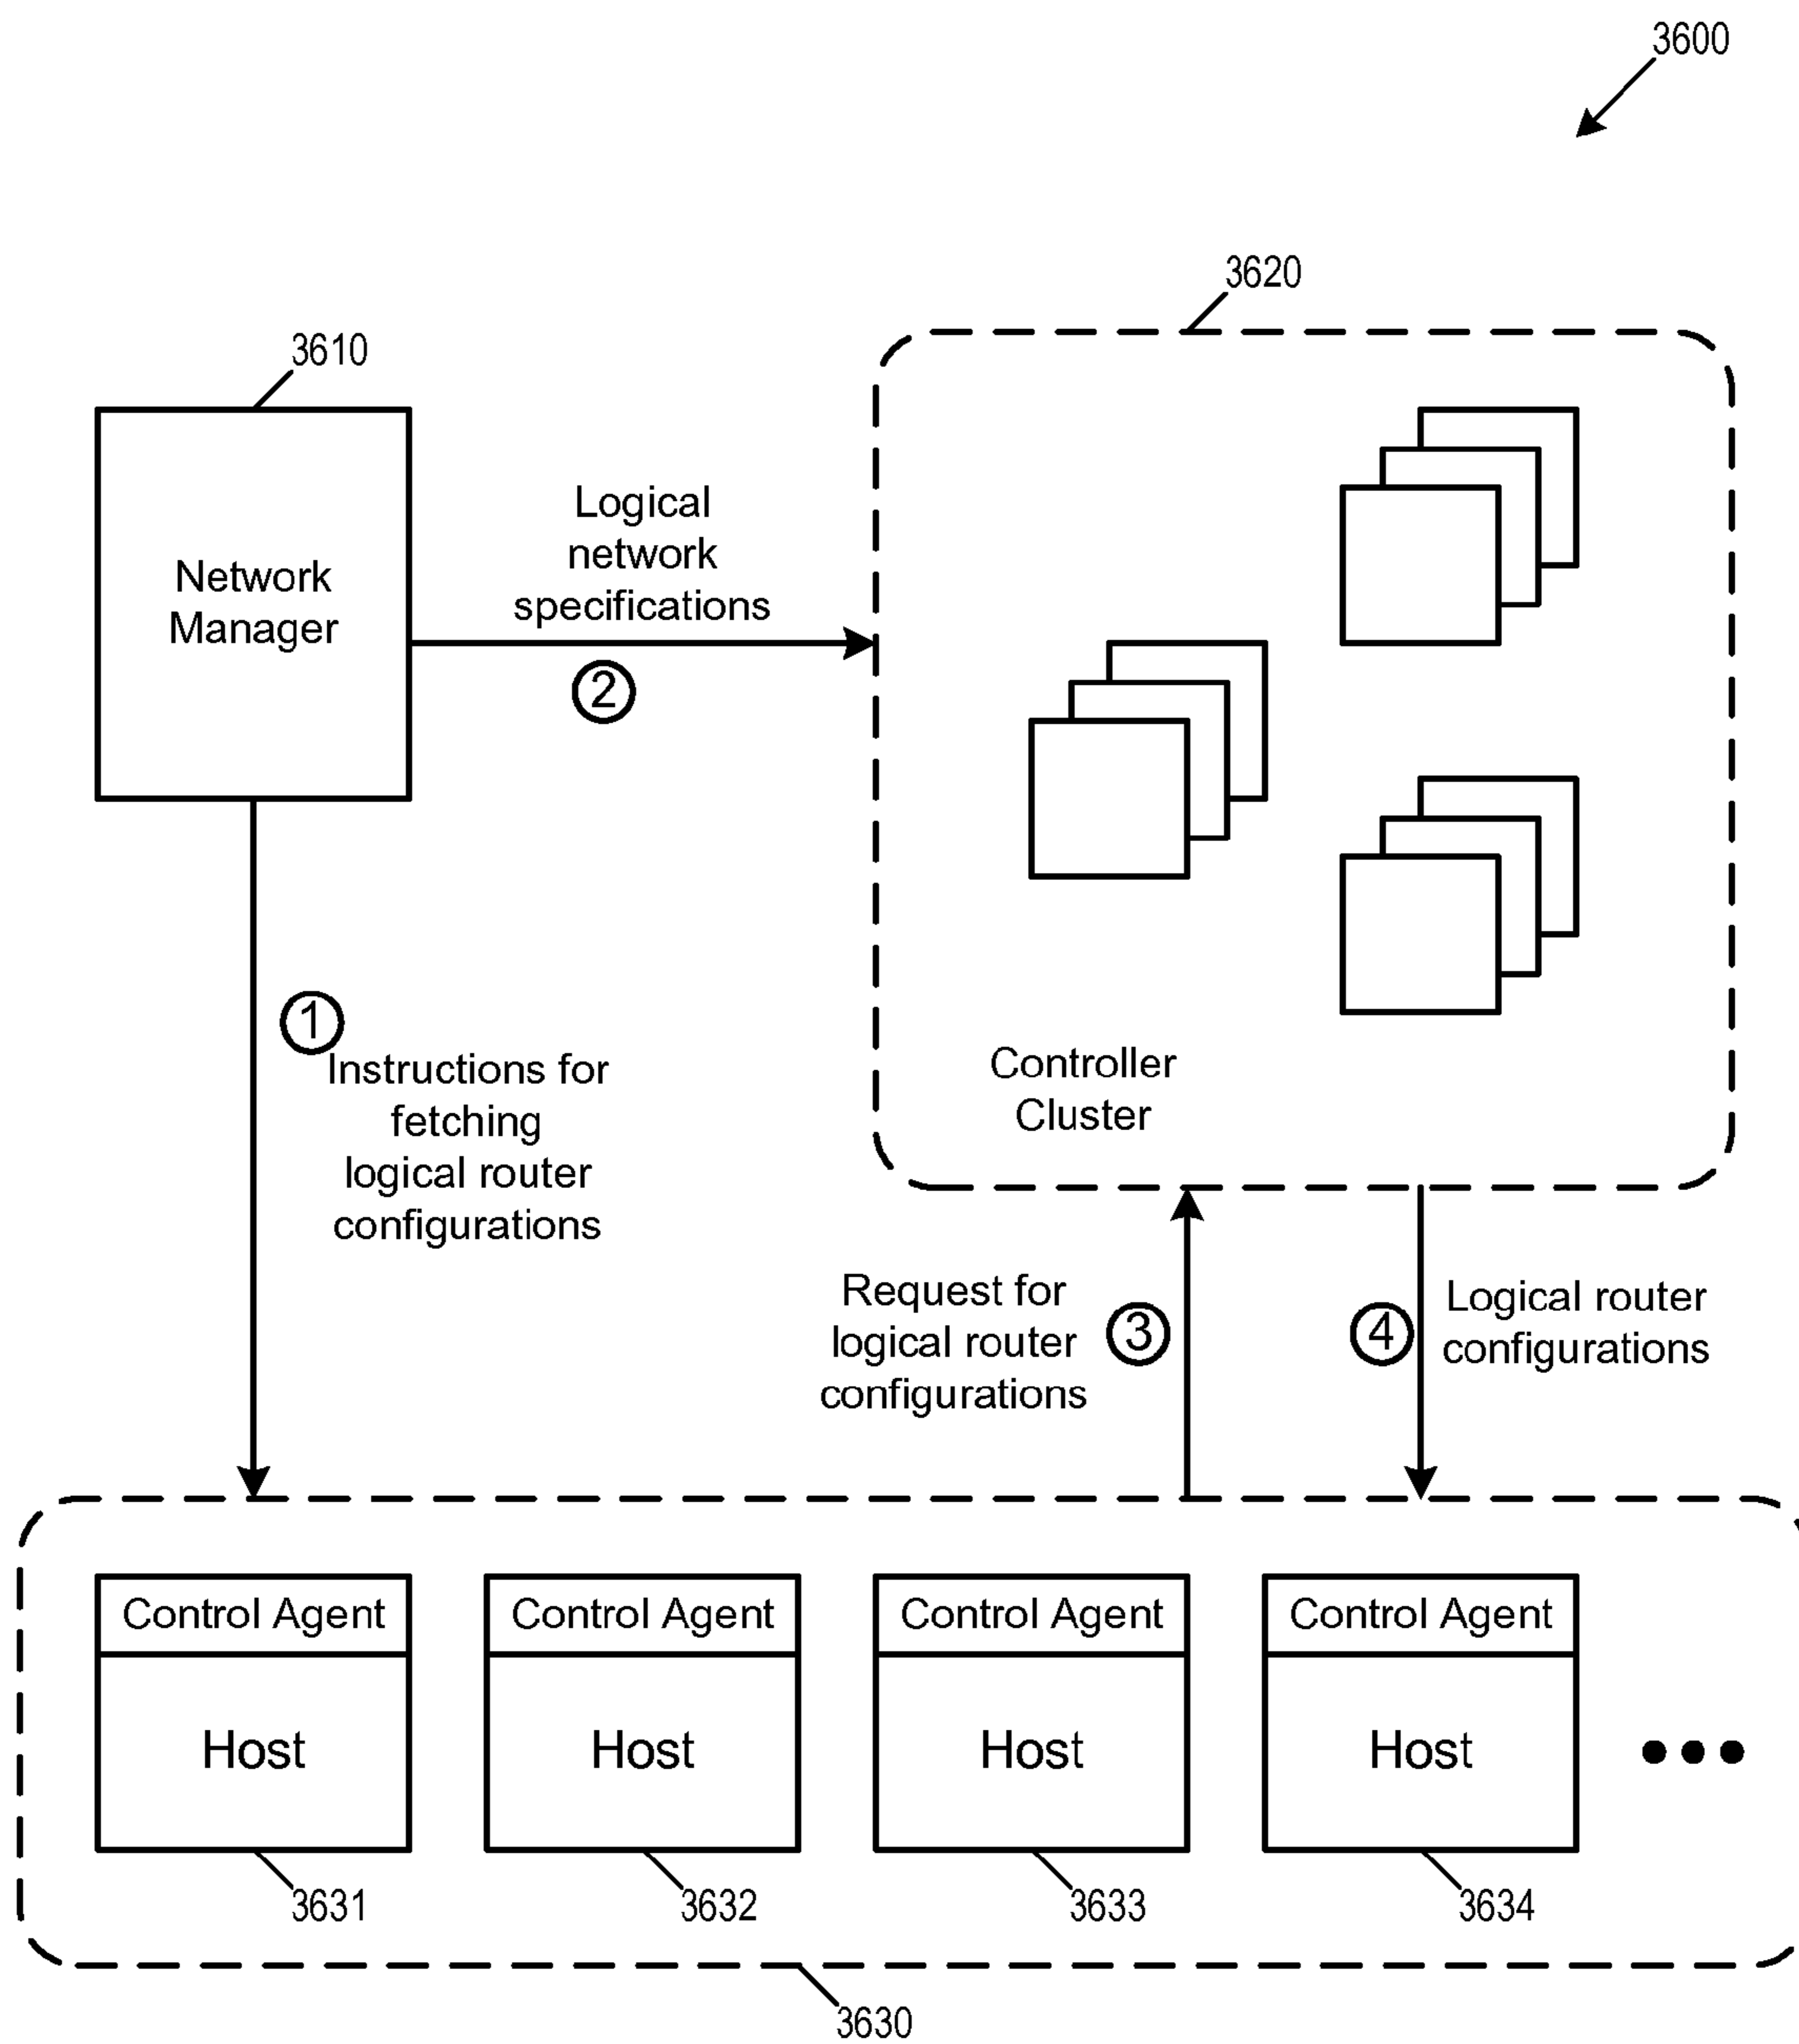 3600
3620
3610
Network
Manager
Logical
network
specifications
2
1
Instructions for
fetching
logical router
configurations
Controller
Cluster
Request for
logical router
configurations
3
4
Logical router
configurations
Control Agent
Host
3631
Control Agent
Host
3632
Control Agent
Host
3633
Control Agent
Host
3634
3630